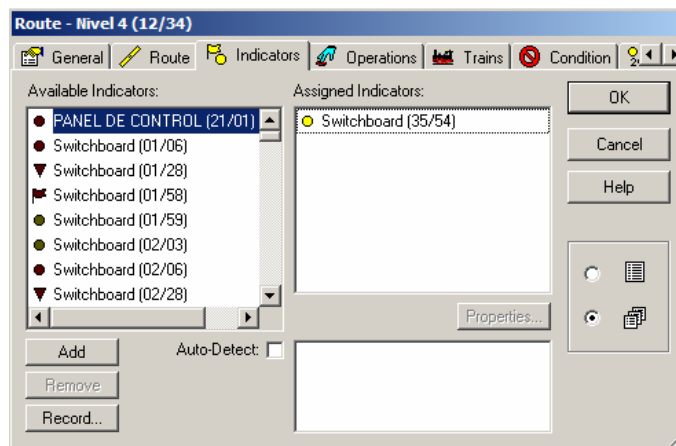 Route - Nivel 4 (12/34)
General Route Indicators Operations Trains Condition
Available Indicators:
PANEL DE CONTROL (21/01)
Switchboard (01/06)
Switchboard (01/28)
Switchboard (01/58)
Switchboard (01/59)
Switchboard (02/03)
Switchboard (02/06)
Switchboard (02/28)
Add
Remove
Record...
Auto-Detect:
Assigned Indicators:
Switchboard (35/54)
Properties...
OK
Cancel
Help